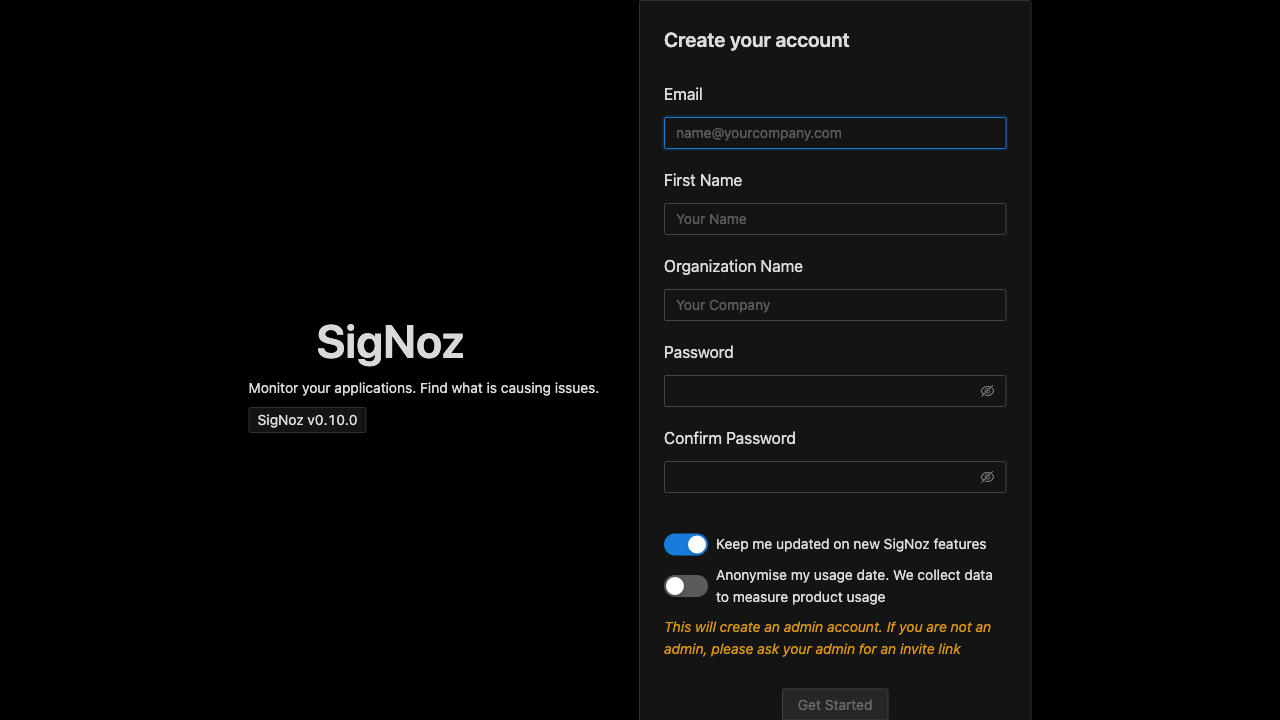 SigNoz
Monitor your applications. Find what is causing issues.
SigNoz v0.10.0
Create your account
Email
name@yourcompany.com
First Name
Your Name
Organization Name
Your Company
Password
Confirm Password
Keep me updated on new SigNoz features
Anonymise my usage date. We collect data
to measure product usage
This will create an admin account. If you are not an
admin, please ask your admin for an invite link
Get Started